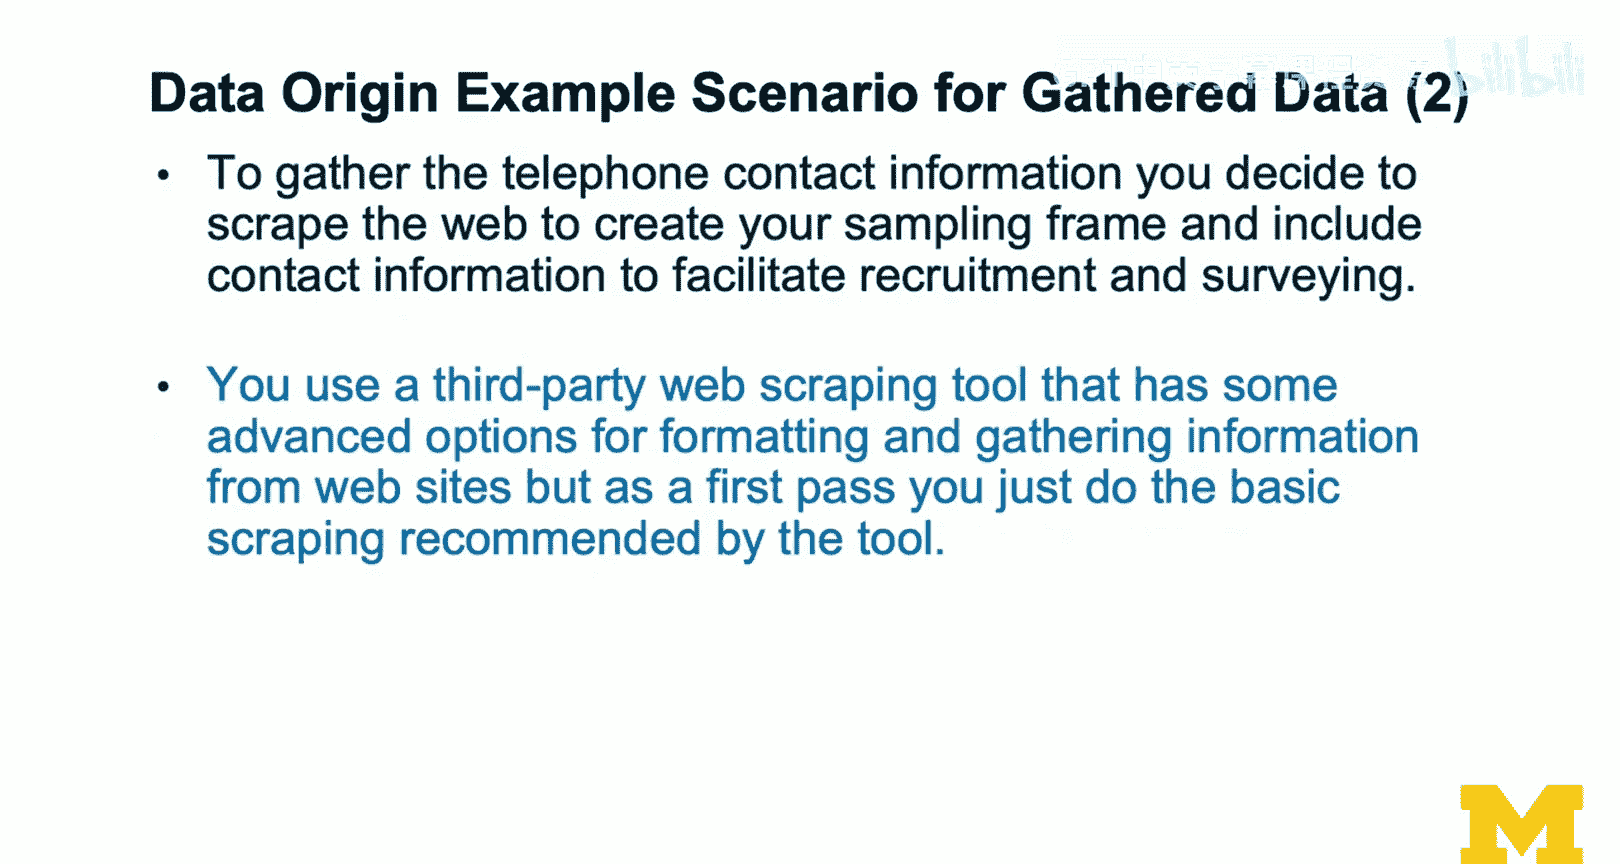 Data Origin Example Scenario for Gathered Data (2)
bilibili
• To gather the telephone contact information you decide to
scrape the web to create your sampling frame and include
contact information to facilitate recruitment and surveying.
• You use a third-party web scraping tool that has some
advanced options for formatting and gathering information
from web sites but as a first pass you just do the basic
scraping recommended by the tool.
M